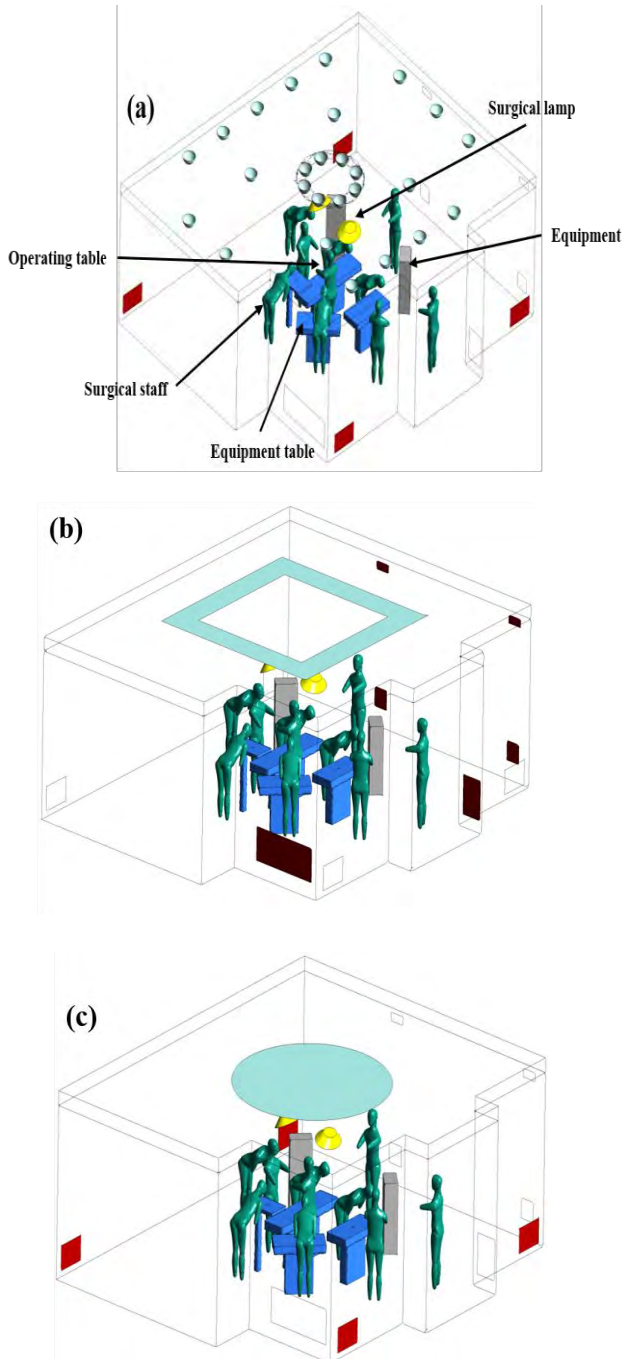 (a)
Surgical lamp
Equipment
Operating table
Surgical staff
Equipment table
(b)
(c)